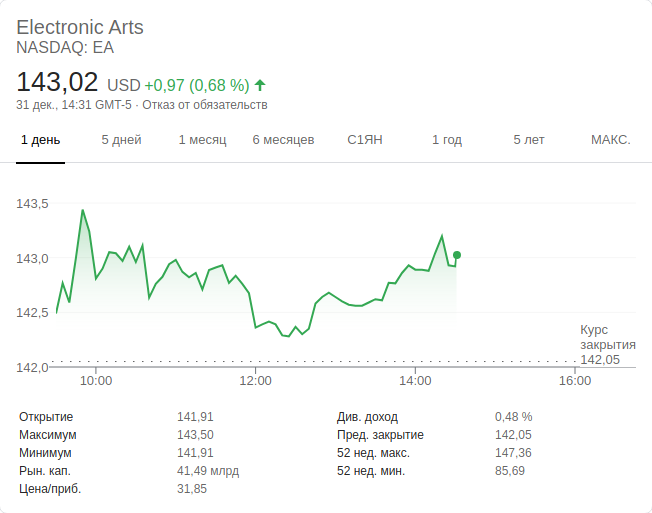 Electronic Arts
NASDAQ: EA
143,02 USD +0,97 (0,68 %)
31 дек., 14:31 GMT-5 · Отказ от обязательств
1 день 5 дней 1 месяц 6 месяцев С1ЯН 1 год 5 лет МАКС.
143,5
143,0
142,5
Курс
закрытия
142,05
142,0
10:00 12:00 14:00 16:00
Открытие 141,91 Див. доход 0,48 %
Максимум 143,50 Пред. закрытие 142,05
Минимум 141,91 52 нед. макс. 147,36
Рын. кап. 41,49 млрд 52 нед. мин. 85,69
Цена/приб. 31,85